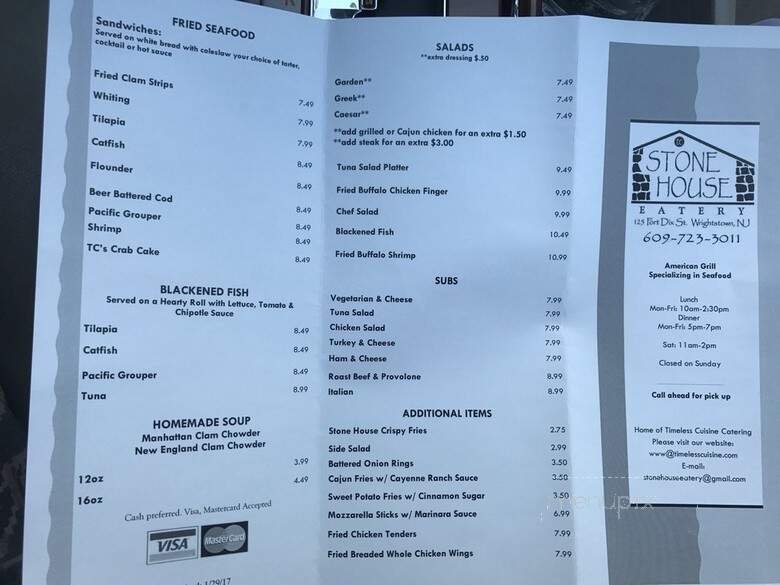 FRIED SEAFOOD
Sandwiches:
Served on white bread with coleslaw your choice of tarter,
cocktail or hot sauce
Fried Clam Strips 7.49
Whiting 7.99
Tilapia 7.99
Catfish 8.49
Flounder 8.49
Beer Battered Cod 8.49
Pacific Grouper 8.49
Shrimp 8.49
TC's Crab Cake 8.49
BLACKENED FISH
Served on a Hearty Roll with Lettuce, Tomato &
Chipotle Sauce
Tilapia 8.49
Catfish 8.49
Pacific Grouper 8.49
Tuna 8.99
HOMEMADE SOUP
Manhattan Clam Chowder
New England Clam Chowder
12oz 3.99
16oz 4.49
Cash preferred. Visa, Mastercard Accepted
VISA MasterCard
1/29/17
SALADS
**extra dressing $.50
Garden** 7.49
Greek** 7.49
Caesar** 7.49
**add grilled or Cajun chicken for an extra $1.50
**add steak for an extra $3.00
Tuna Salad Platter 9.49
Fried Buffalo Chicken Finger 9.99
Chef Salad 9.99
Blackened Fish 10.49
Fried Buffalo Shrimp 10.99
SUBS
Vegetarian & Cheese 7.99
Tuna Salad 7.99
Chicken Salad 7.99
Turkey & Cheese 7.99
Ham & Cheese 7.99
Roast Beef & Provolone 8.99
Italian 8.99
ADDITIONAL ITEMS
Stone House Crispy Fries 2.75
Side Salad 2.99
Battered Onion Rings 3.50
Cajun Fries w/ Cayenne Ranch Sauce 3.50
Sweet Potato Fries w/ Cinnamon Sugar 3.50
Mozzarella Sticks w/ Marinara Sauce 6.99
Fried Chicken Tenders 7.99
Fried Breaded Whole Chicken Wings 7.99
TC
STONE
HOUSE
EATERY
125 Fort Dix St. Wrightstown, NJ
609-723-3011
American Grill
Specializing in Seafood
Lunch
Mon-Fri: 10am-2:30pm
Dinner
Mon-Fri: 5pm-7pm
Sat: 11am-2pm
Closed on Sunday
Call ahead for pick up
Home of Timeless Cuisine Catering
Please visit our website:
www@timelesscuisine.com
E-mail:
stonehouseeatery@gmail.com
menupix